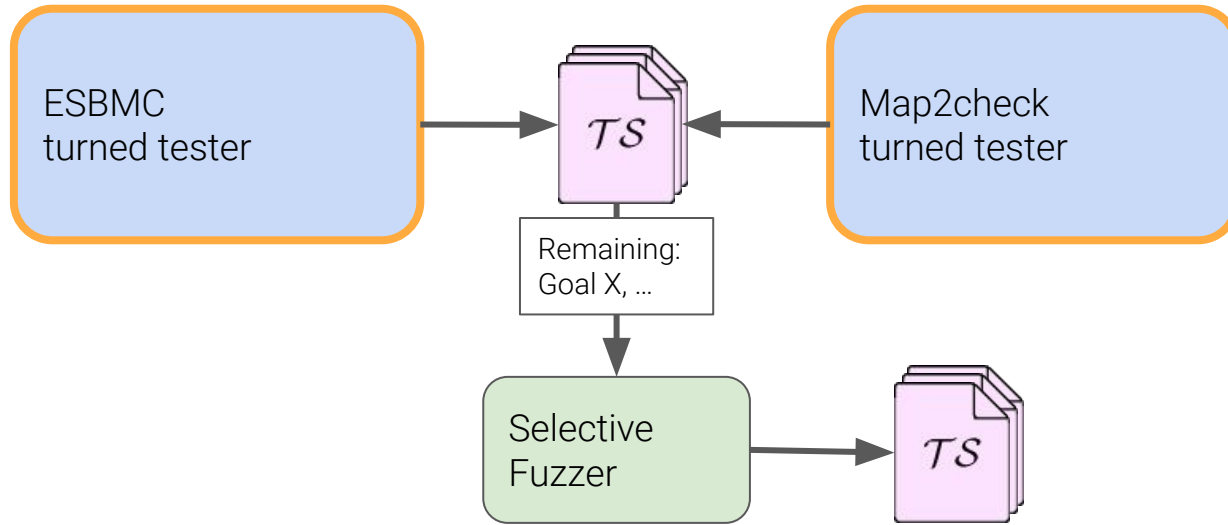 ESBMC
turned tester
TS
Map2check
turned tester
Remaining:
Goal X, …
Selective
Fuzzer
TS